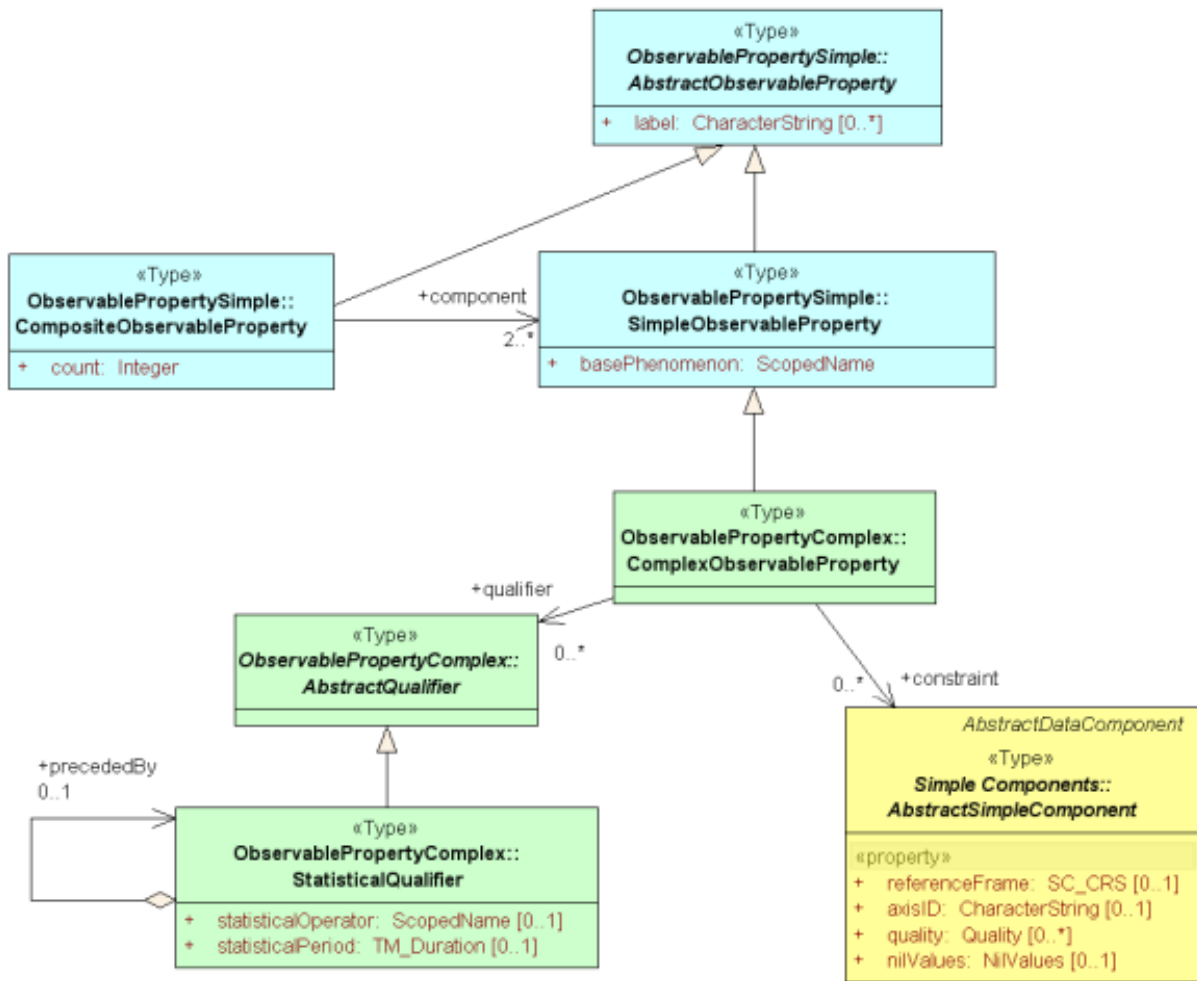 «Type»
ObservablePropertySimple::
AbstractObservableProperty
+ label: CharacterString [0..*]
«Type»
ObservablePropertySimple::
CompositeObservableProperty
+ count: Integer
+component
2..*
«Type»
ObservablePropertySimple::
SimpleObservableProperty
+ basePhenomenon: ScopedName
«Type»
ObservablePropertyComplex::
ComplexObservableProperty
+qualifier
0..*
«Type»
ObservablePropertyComplex::
AbstractQualifier
0..*
+constraint
AbstractDataComponent
«Type»
Simple Components::
AbstractSimpleComponent
«property»
+ referenceFrame: SC_CRS [0..1]
+ axisID: CharacterString [0..1]
+ quality: Quality [0..*]
+ nilValues: NilValues [0..1]
+precededBy
0..1
«Type»
ObservablePropertyComplex::
StatisticalQualifier
+ statisticalOperator: ScopedName [0..1]
+ statisticalPeriod: TM_Duration [0..1]